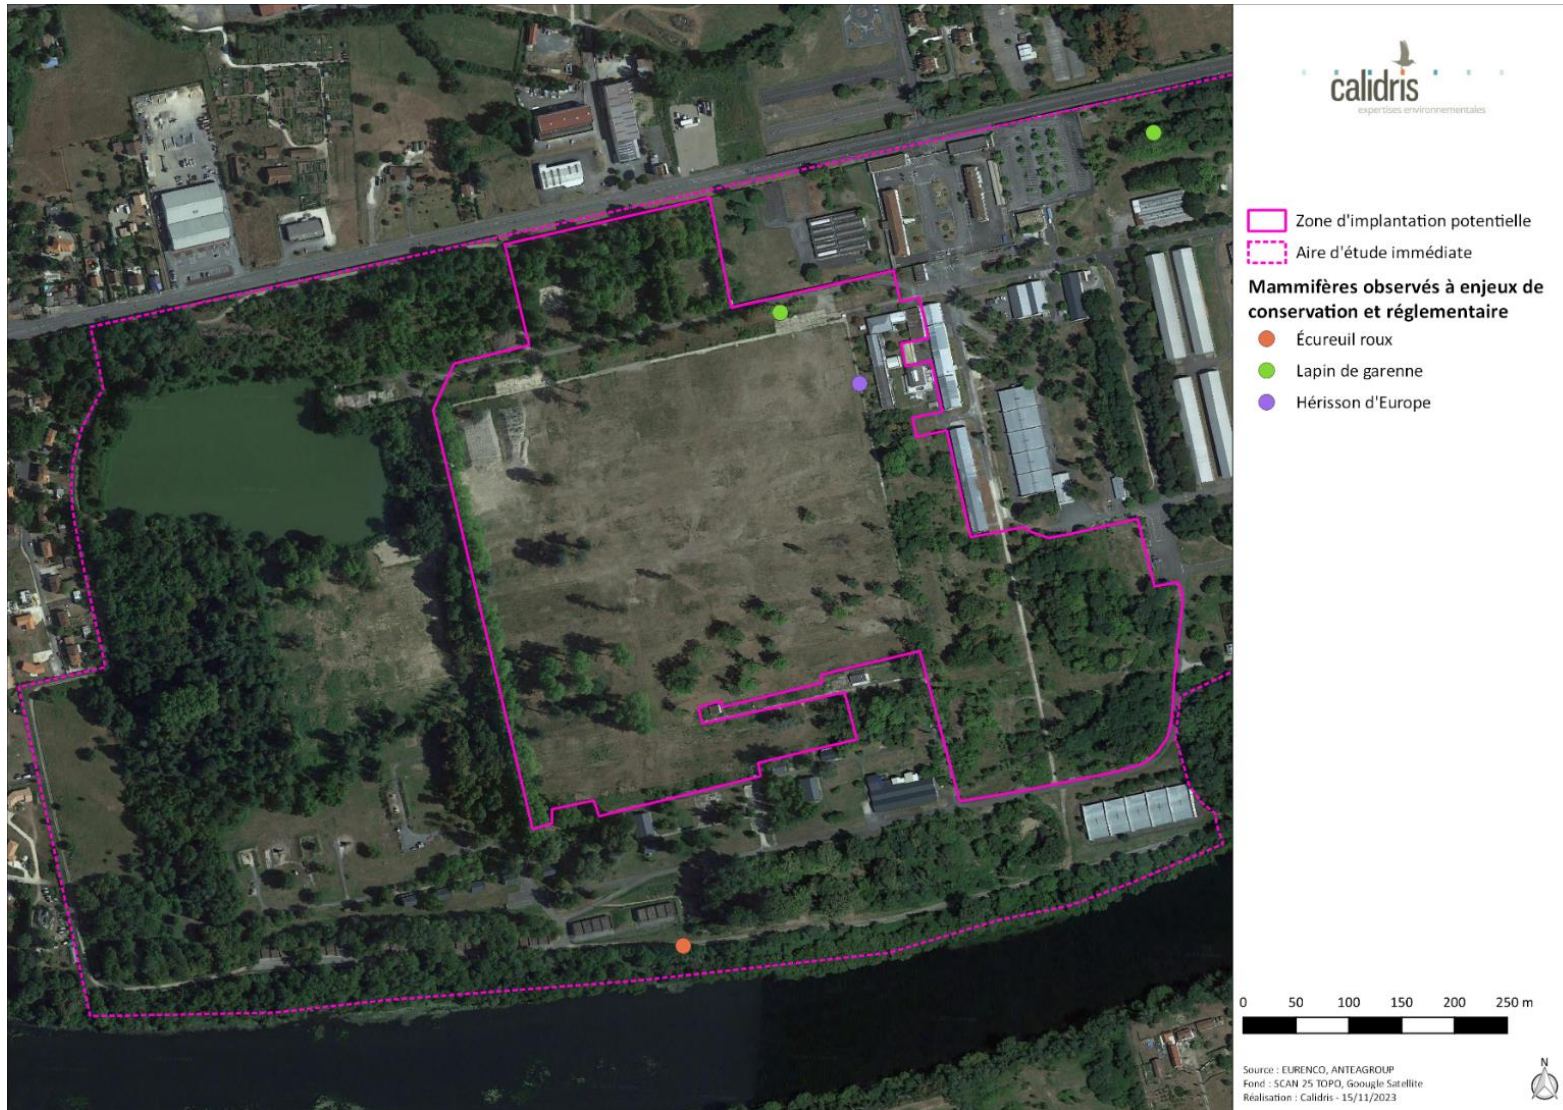 calidris
expertises environnementales
Zone d'implantation potentielle
Aire d'étude immédiate
Mammifères observés à enjeux de
conservation et réglementaire
Écureuil roux
Lapin de garenne
Hérisson d'Europe
0 50 100 150 200 250 m
Source : EURENCO, ANTEAGROUP
Fond : SCAN 25 TOPO, Goougle Satellite
Réalisation : Calidris - 15/11/2023
N